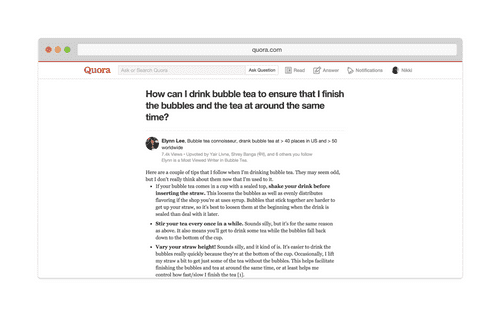 quora.com
Quora Ask or Search Quora Ask Question Read Answer Notifications Nikki
How can I drink bubble tea to ensure that I finish
the bubbles and the tea at around the same
time?
Elynn Lee, Bubble tea connoisseur, drank bubble tea at > 40 places in US and > 50
worldwide
7.4k Views • Upvoted by Yair Livne, Shrey Banga and 6 others you follow
Elynn is a Most Viewed Writer in Bubble Tea.
Here are a couple of tips that I follow when I'm drinking bubble tea. They may seem odd,
but I don't really think about them now that I'm used to it.
• If your bubble tea comes in a cup with a sealed top, shake your drink before
inserting the straw. This loosens the bubbles as well as evenly distributes
flavoring if the shop you're at uses syrup. Bubbles that stick together are harder to
get up your straw, so it's best to loosen them at the beginning when the drink is
sealed than deal with it later.
• Stir your tea every once in a while. Sounds silly, but it's for the same reason
as above. It also means you'll get to drink some tea while the bubbles fall back
down to the bottom of the cup.
• Vary your straw height! Sounds silly, and it kind of is. It's easier to drink the
bubbles really quickly because they're at the bottom of the cup. Occasionally, I lift
my straw a bit to get just some of the tea without the bubbles. This helps facilitate
finishing the bubbles and tea at around the same time, or at least helps me
control how fast/slow I finish the tea [1].